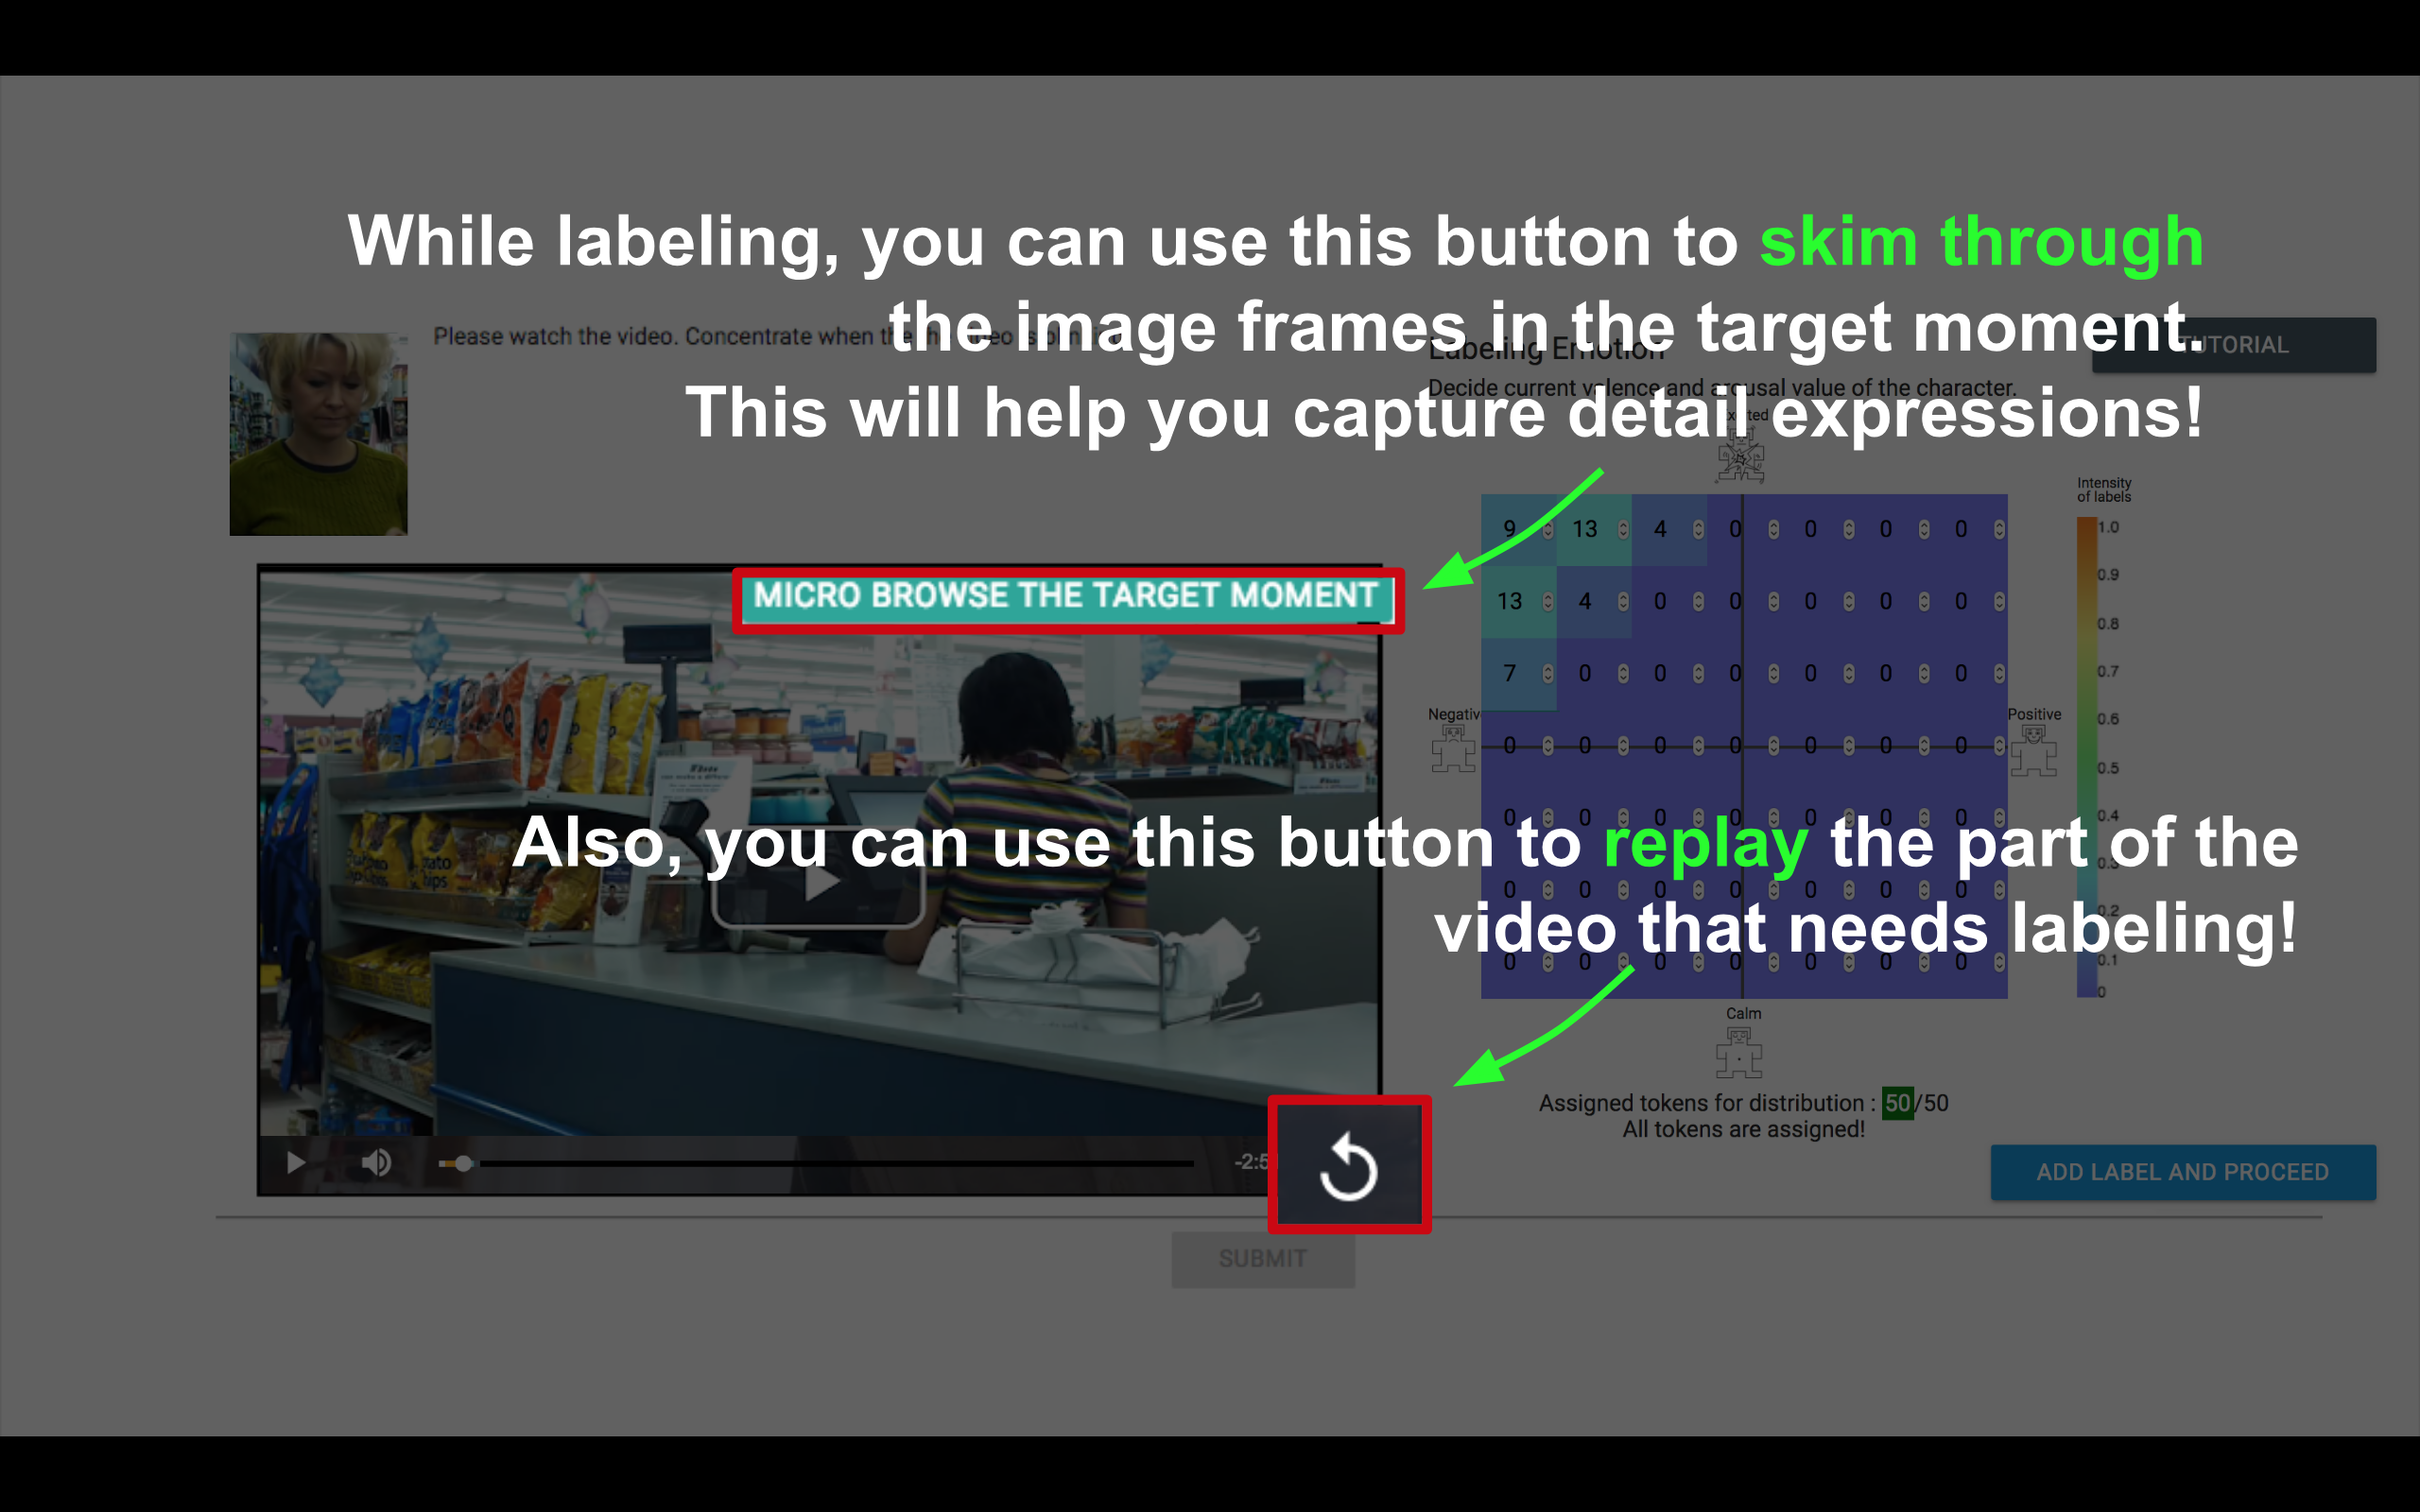 While labeling, you can use this button to skim through
the image frames in the target moment.
This will help you capture detail expressions!
Please watch the video. Concentrate when the
Labeling Emotion
TUTORIAL
Decide current valence and arousal value of the character.
Intensity
of labels
9 13 4 0 0 0 0
13 4 0 0 0 0 0
7 0 0 0 0 0 0
0 0 0 0 0 0 0
0 0 0 0 0 0 0
0 0 0 0 0 0 0
0 0 0 0 0 0 0
1.0
0.9
0.8
0.7
0.6
0.5
0.4
0.3
0.2
0.1
0
Negativ
Positive
MICRO BROWSE THE TARGET MOMENT
Also, you can use this button to replay the part of the
video that needs labeling!
Calm
Assigned tokens for distribution : 50/50
All tokens are assigned!
-2:5
ADD LABEL AND PROCEED
SUBMIT